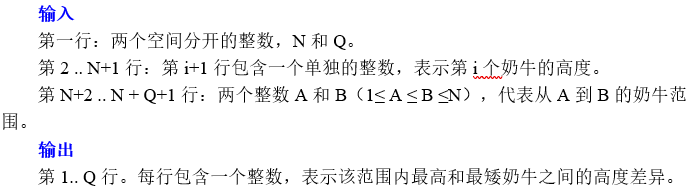 输入
第一行：两个空间分开的整数，N 和 Q。
第 2 .. N+1 行：第 i+1 行包含一个单独的整数，表示第 i 个奶牛的高度。
第 N+2 .. N + Q+1 行：两个整数 A 和 B（1≤ A ≤ B ≤N），代表从 A 到 B 的奶牛范
围。
输出
第 1.. Q 行。每行包含一个整数，表示该范围内最高和最矮奶牛之间的高度差异。